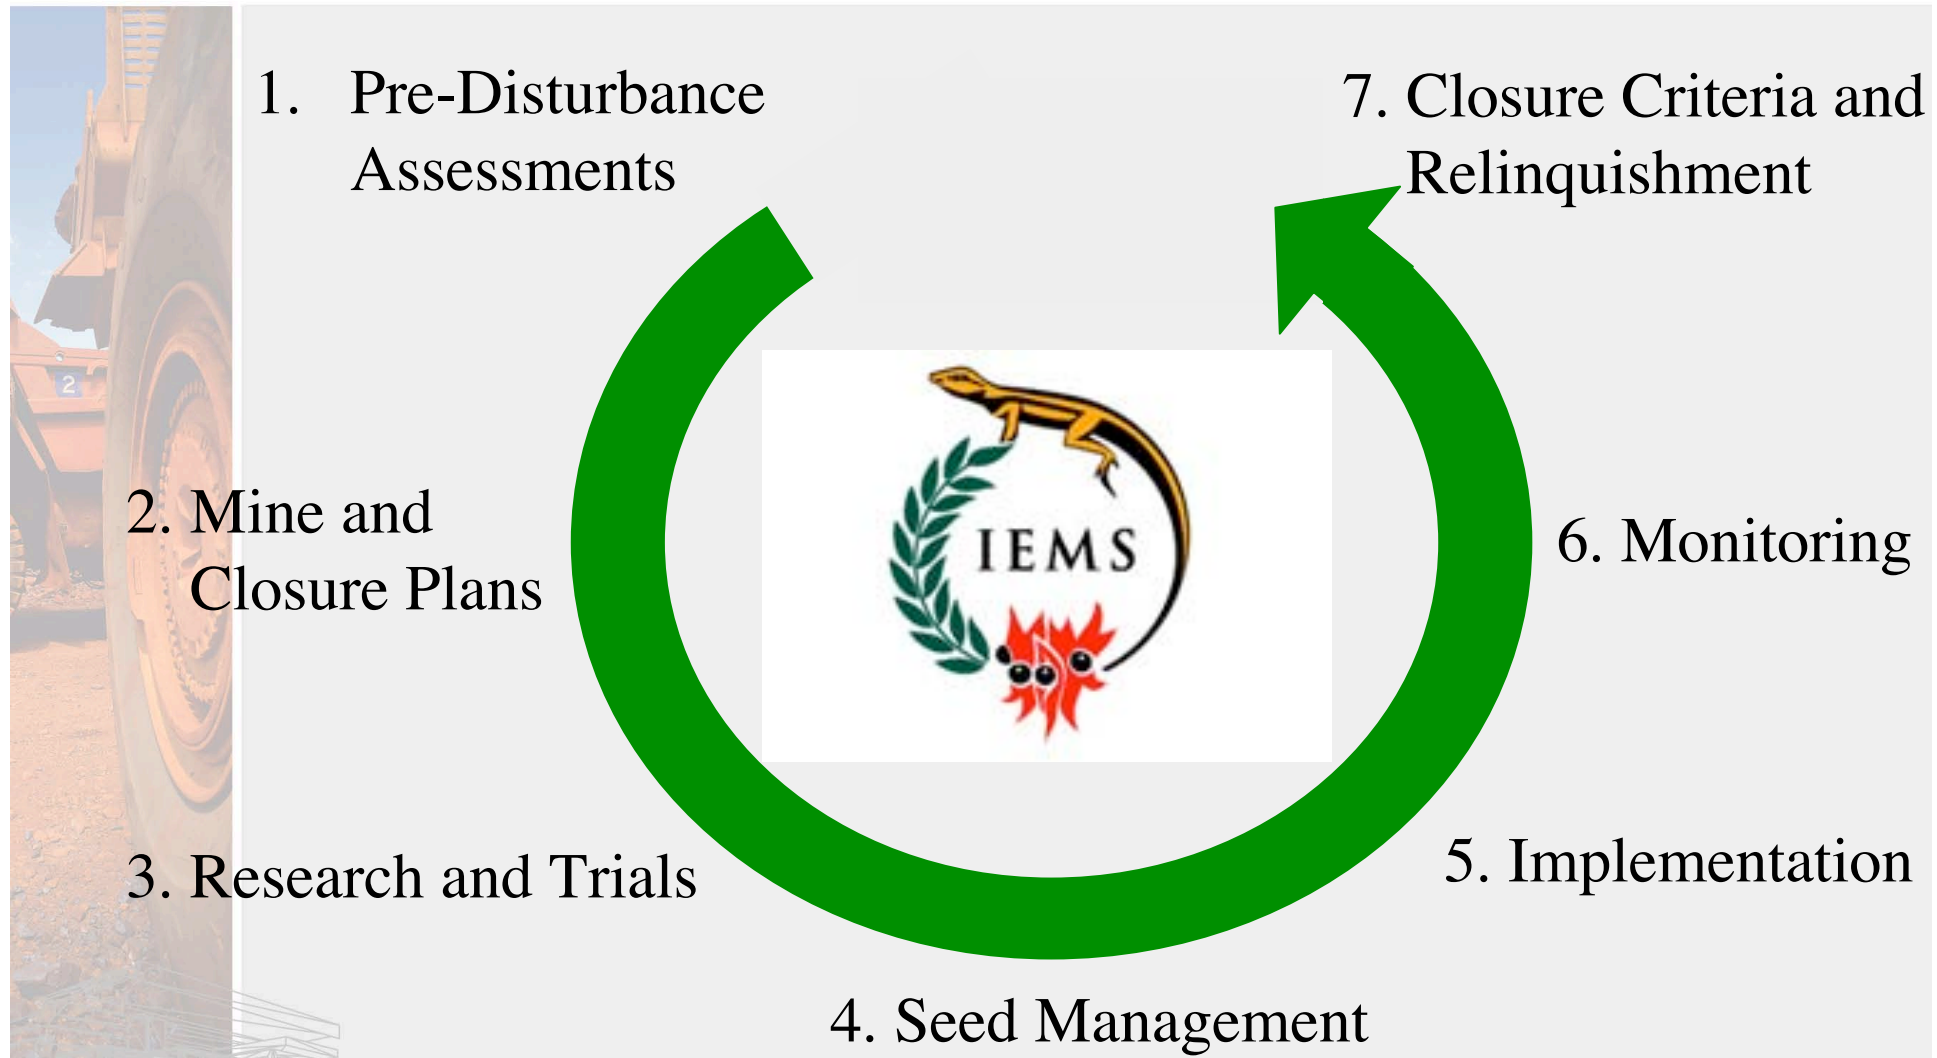 1. Pre-Disturbance
Assessments
2. Mine and
Closure Plans
3. Research and Trials
4. Seed Management
5. Implementation
6. Monitoring
7. Closure Criteria and
Relinquishment
IEMS
2